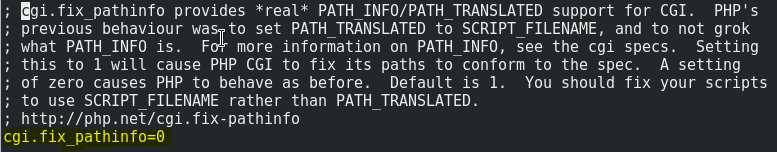 ; cgi.fix_pathinfo provides *real* PATH_INFO/PATH_TRANSLATED support for CGI.  PHP's
; previous behaviour was to set PATH_TRANSLATED to SCRIPT_FILENAME, and to not grok
; what PATH_INFO is.  For more information on PATH_INFO, see the cgi specs.  Setting
; this to 1 will cause PHP CGI to fix its paths to conform to the spec.  A setting
; of zero causes PHP to behave as before.  Default is 1.  You should fix your scripts
; to use SCRIPT_FILENAME rather than PATH_TRANSLATED.
; http://php.net/cgi.fix-pathinfo
cgi.fix_pathinfo=0